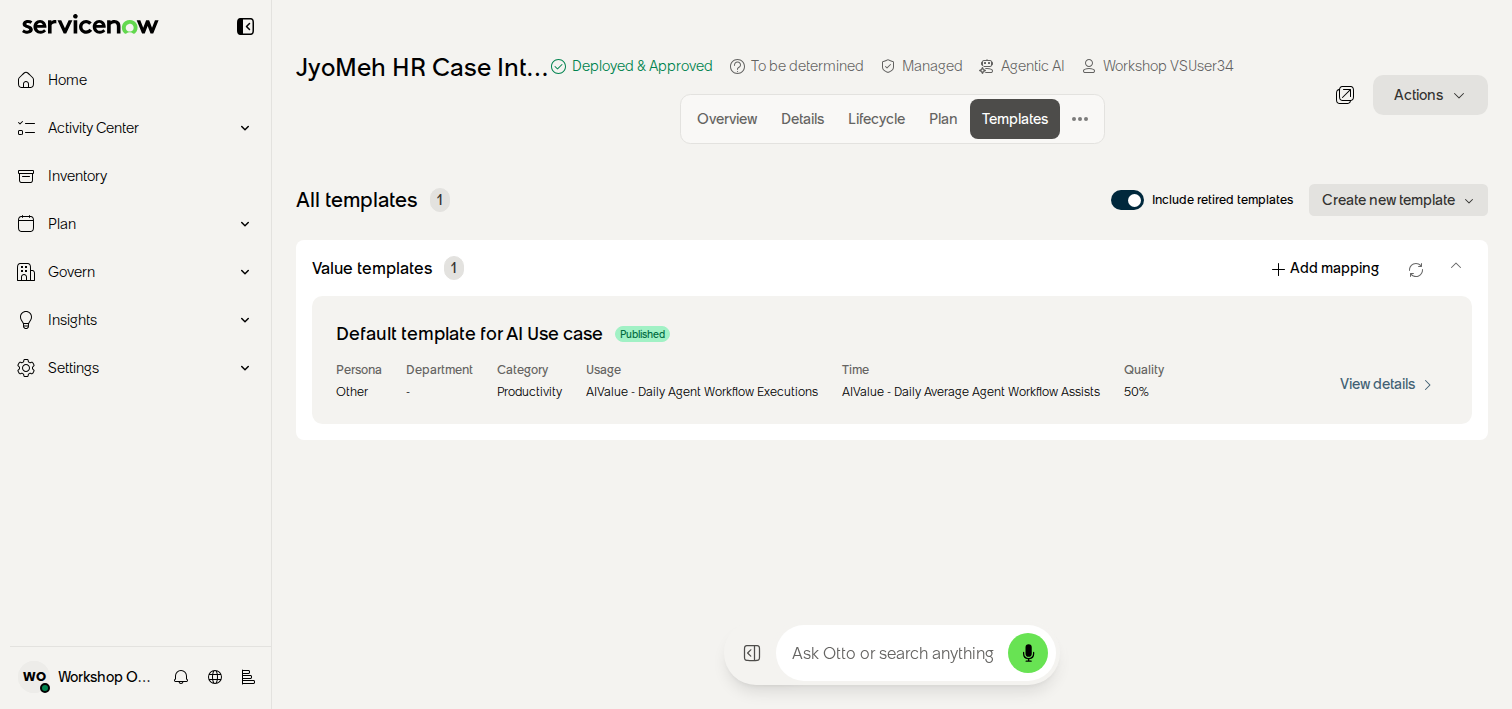 servicenow
Home
Activity Center
Inventory
Plan
Govern
Insights
Settings
WO
Workshop O...
JyoMeh HR Case Int...
Deployed & Approved
To be determined
Managed
Agentic AI
Workshop VSUser34
Actions
Overview
Details
Lifecycle
Plan
Templates
All templates 1
Include retired templates
Create new template
Value templates 1
Add mapping
Default template for AI Use case
Published
Persona Department Category Usage Time Quality
Other - Productivity AIValue - Daily Agent Workflow Executions AIValue - Daily Average Agent Workflow Assists 50%
View details
Ask Otto or search anything